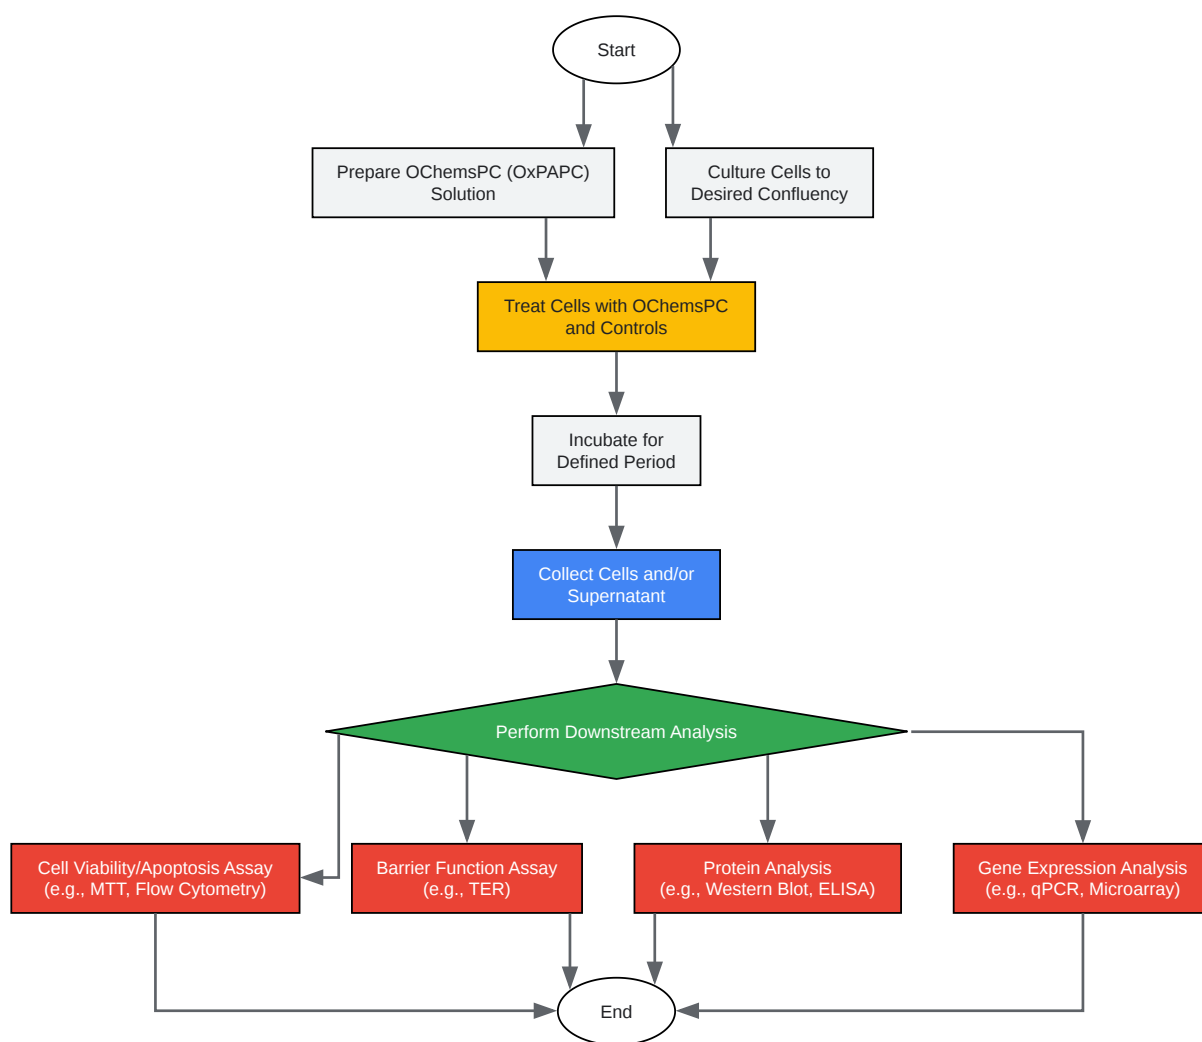 Start
Prepare OChemsPC (OxPAPC)
Solution
Culture Cells to
Desired Confluency
Treat Cells with OChemsPC
and Controls
Incubate for
Defined Period
Collect Cells and/or
Supernatant
Perform Downstream Analysis
Cell Viability/Apoptosis Assay
(e.g., MTT, Flow Cytometry)
Barrier Function Assay
(e.g., TER)
Protein Analysis
(e.g., Western Blot, ELISA)
Gene Expression Analysis
(e.g., qPCR, Microarray)
End